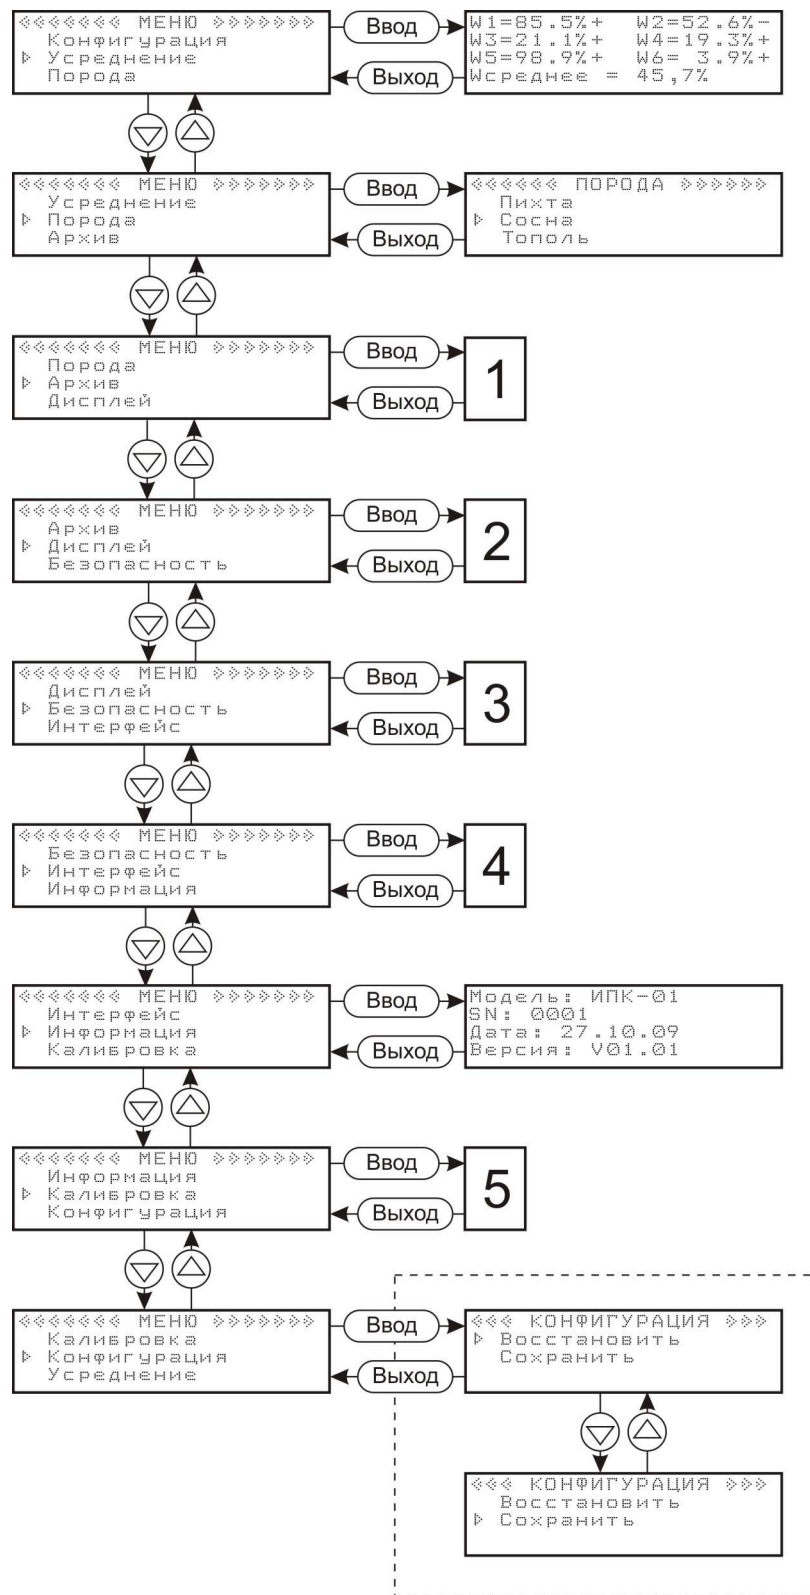 <<<<<<< МЕНЮ >>>>>>>
Конфигурация
▷ Усреднение
Порода
Ввод
Выход
W1=85.5%+ W2=52.6%-
W3=21.1%+ W4=19.3%+
W5=98.9%+ W6= 3.9%+
Wсреднее = 45,7%
<<<<<<< МЕНЮ >>>>>>>
Усреднение
▷ Порода
Архив
Ввод
Выход
<<<<<< ПОРОДА >>>>>>
Пихта
▷ Сосна
Тополь
<<<<<<< МЕНЮ >>>>>>>
Порода
▷ Архив
Дисплей
Ввод
Выход
1
<<<<<<< МЕНЮ >>>>>>>
Архив
▷ Дисплей
Безопасность
Ввод
Выход
2
<<<<<<< МЕНЮ >>>>>>>
Дисплей
▷ Безопасность
Интерфейс
Ввод
Выход
3
<<<<<<< МЕНЮ >>>>>>>
Безопасность
▷ Интерфейс
Информация
Ввод
Выход
4
<<<<<<< МЕНЮ >>>>>>>
Интерфейс
▷ Информация
Калибровка
Ввод
Выход
Модель: ИПК-01
SN: 0001
Дата: 27.10.09
Версия: V01.01
<<<<<<< МЕНЮ >>>>>>>
Информация
▷ Калибровка
Конфигурация
Ввод
Выход
5
<<<<<<< МЕНЮ >>>>>>>
Калибровка
▷ Конфигурация
Усреднение
Ввод
Выход
<<< КОНФИГУРАЦИЯ >>>
▷ Восстановить
Сохранить
<<< КОНФИГУРАЦИЯ >>>
Восстановить
▷ Сохранить